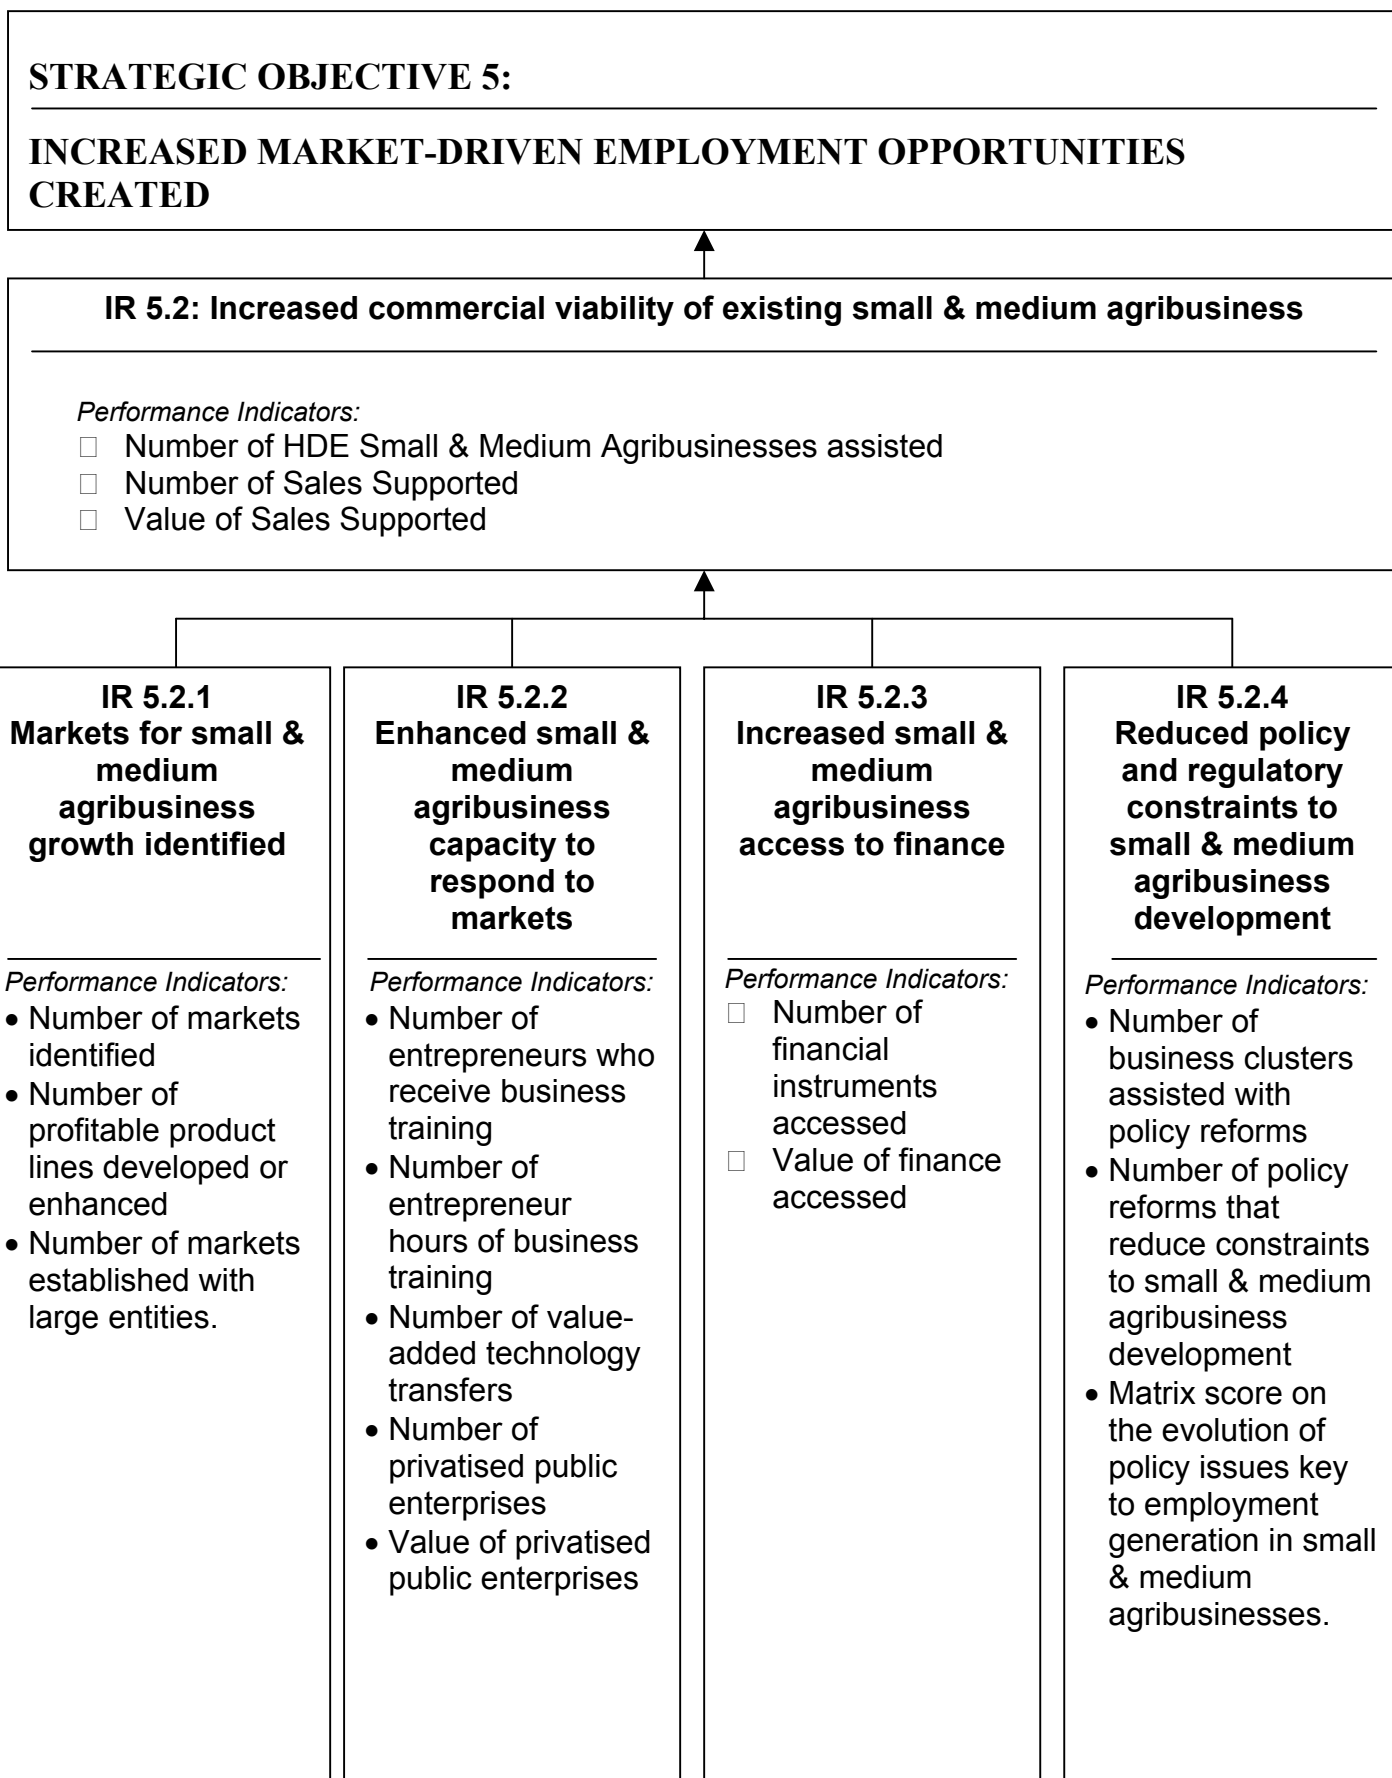 STRATEGIC OBJECTIVE 5:
INCREASED MARKET-DRIVEN EMPLOYMENT OPPORTUNITIES
CREATED
IR 5.2: Increased commercial viability of existing small & medium agribusiness
Performance Indicators:
□ Number of HDE Small & Medium Agribusinesses assisted
□ Number of Sales Supported
□ Value of Sales Supported
IR 5.2.1
Markets for small &
medium
agribusiness
growth identified
Performance Indicators:
• Number of markets
identified
• Number of
profitable product
lines developed or
enhanced
• Number of markets
established with
large entities.
IR 5.2.2
Enhanced small &
medium
agribusiness
capacity to
respond to
markets
Performance Indicators:
• Number of
entrepreneurs who
receive business
training
• Number of
entrepreneur
hours of business
training
• Number of value-
added technology
transfers
• Number of
privatised public
enterprises
• Value of privatised
public enterprises
IR 5.2.3
Increased small &
medium
agribusiness
access to finance
Performance Indicators:
□ Number of
financial
instruments
accessed
□ Value of finance
accessed
IR 5.2.4
Reduced policy
and regulatory
constraints to
small & medium
agribusiness
development
Performance Indicators:
• Number of
business clusters
assisted with
policy reforms
• Number of policy
reforms that
reduce constraints
to small & medium
agribusiness
development
• Matrix score on
the evolution of
policy issues key
to employment
generation in small
& medium
agribusinesses.